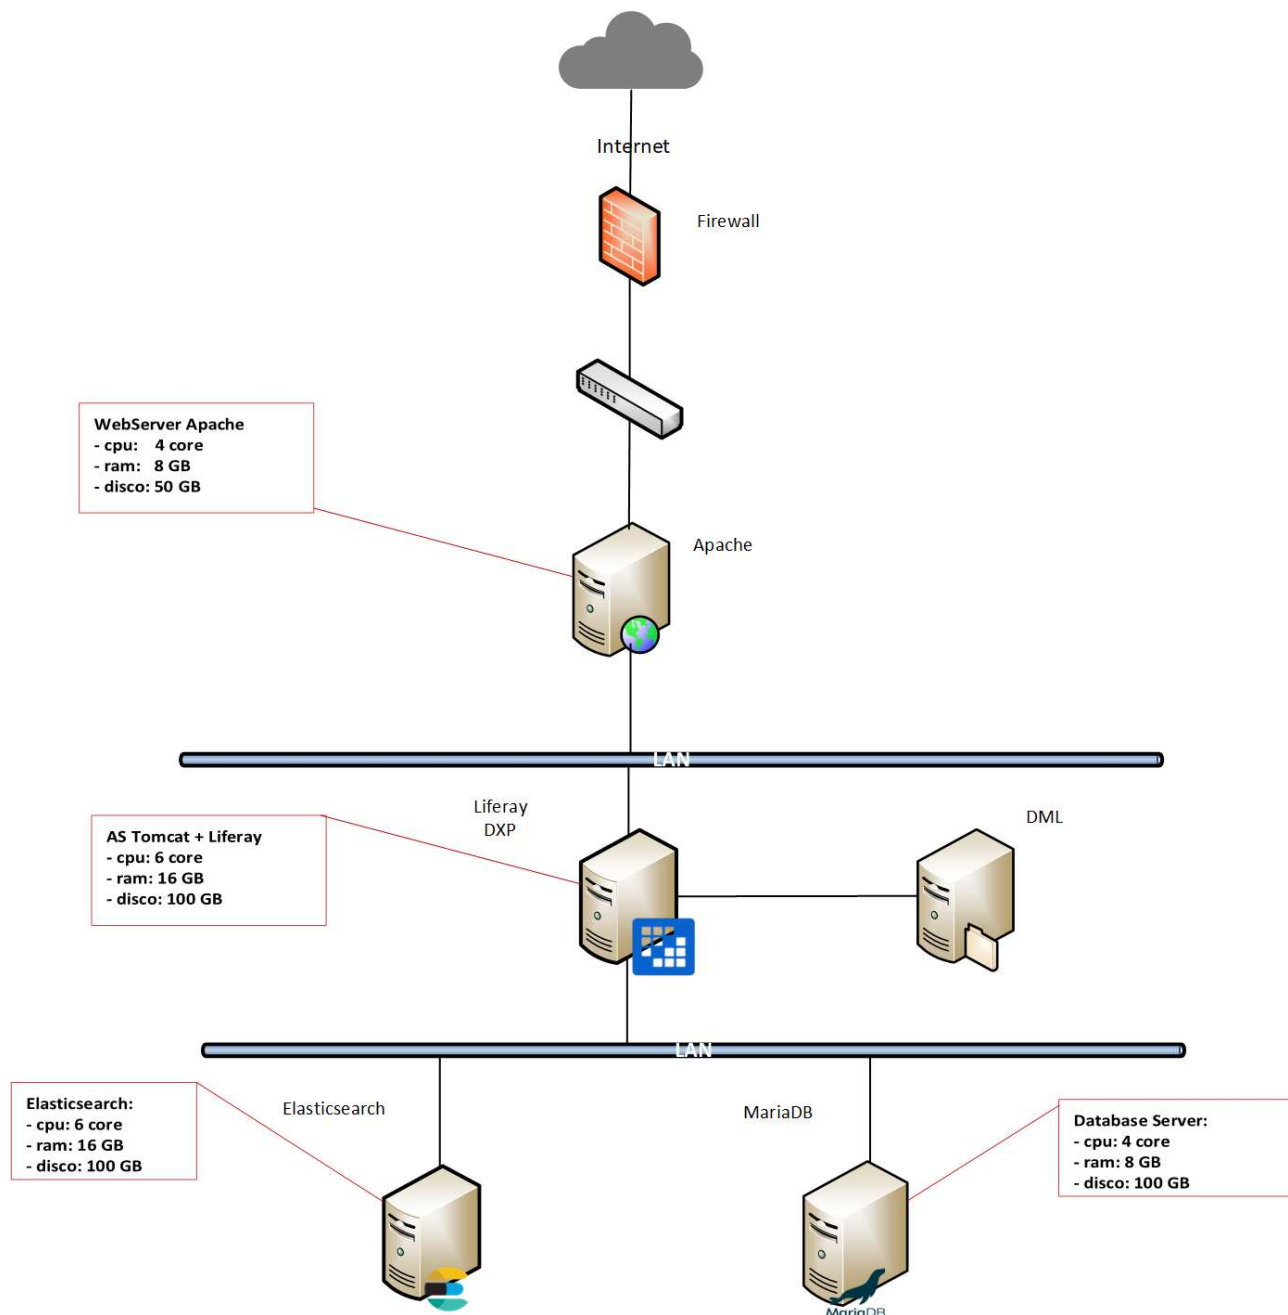 Internet
Firewall
WebServer Apache
- cpu:    4 core
- ram:   8 GB
- disco: 50 GB
Apache
LAN
Liferay
DXP
DML
AS Tomcat + Liferay
- cpu: 6 core
- ram: 16 GB
- disco: 100 GB
LAN
Elasticsearch:
- cpu: 6 core
- ram: 16 GB
- disco: 100 GB
Elasticsearch
MariaDB
Database Server:
- cpu: 4 core
- ram: 8 GB
- disco: 100 GB
MariaDB